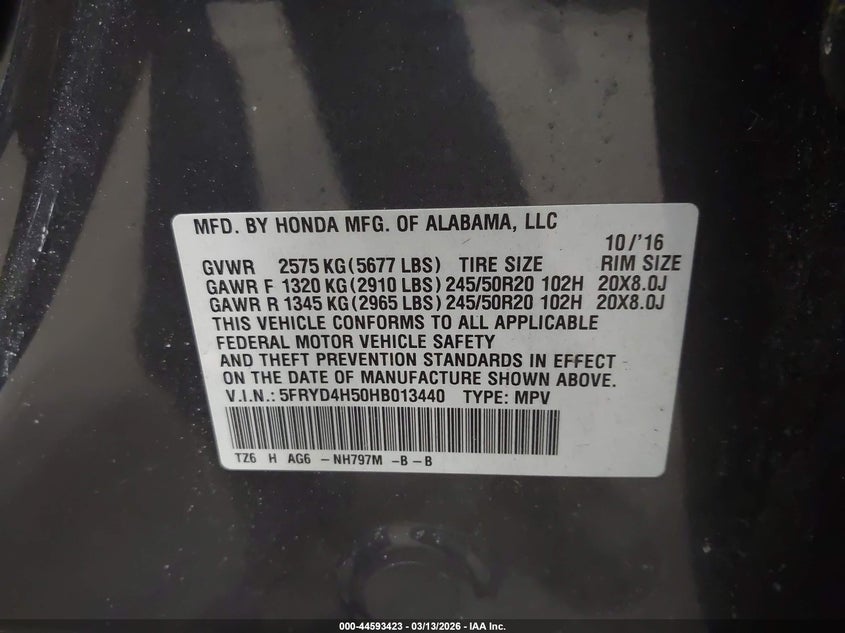 MFD. BY HONDA MFG. OF ALABAMA, LLC
10/'16
GVWR 2575 KG(5677 LBS) TIRE SIZE RIM SIZE
GAWR F 1320 KG(2910 LBS) 245/50R20 102H 20X8.0J
GAWR R 1345 KG(2965 LBS) 245/50R20 102H 20X8.0J
THIS VEHICLE CONFORMS TO ALL APPLICABLE
FEDERAL MOTOR VEHICLE SAFETY
AND THEFT PREVENTION STANDARDS IN EFFECT
ON THE DATE OF MANUFACTURE SHOWN ABOVE.
V.I.N.: 5FRYD4H50HB013440 TYPE: MPV
TZ6 H AG6 -NH797M -B-B
000-44593423 | 03/13/2026 - IAA Inc.